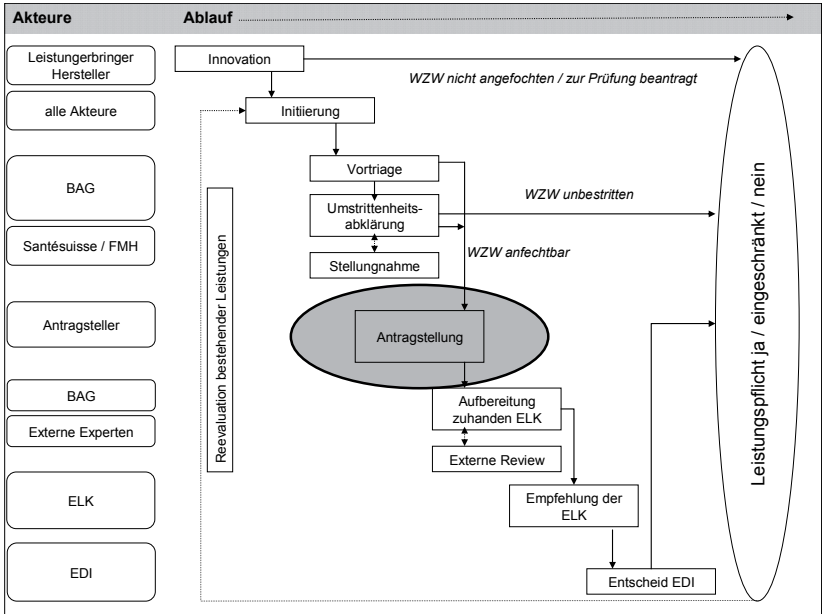 Akteure
Ablauf
Leistungerbringer
Hersteller
Innovation
WZW nicht angefochten / zur Prüfung beantragt
alle Akteure
Initiierung
BAG
Vortriage
WZW unbestritten
Umstrittenheits-
abklärung
Santésuisse / FMH
WZW anfechtbar
Stellungnahme
Reevaluation bestehender Leistungen
Leistungspflicht ja / eingeschränkt / nein
Antragsteller
Antragstellung
BAG
Aufbereitung
zuhanden ELK
Externe Experten
Externe Review
ELK
Empfehlung der
ELK
EDI
Entscheid EDI